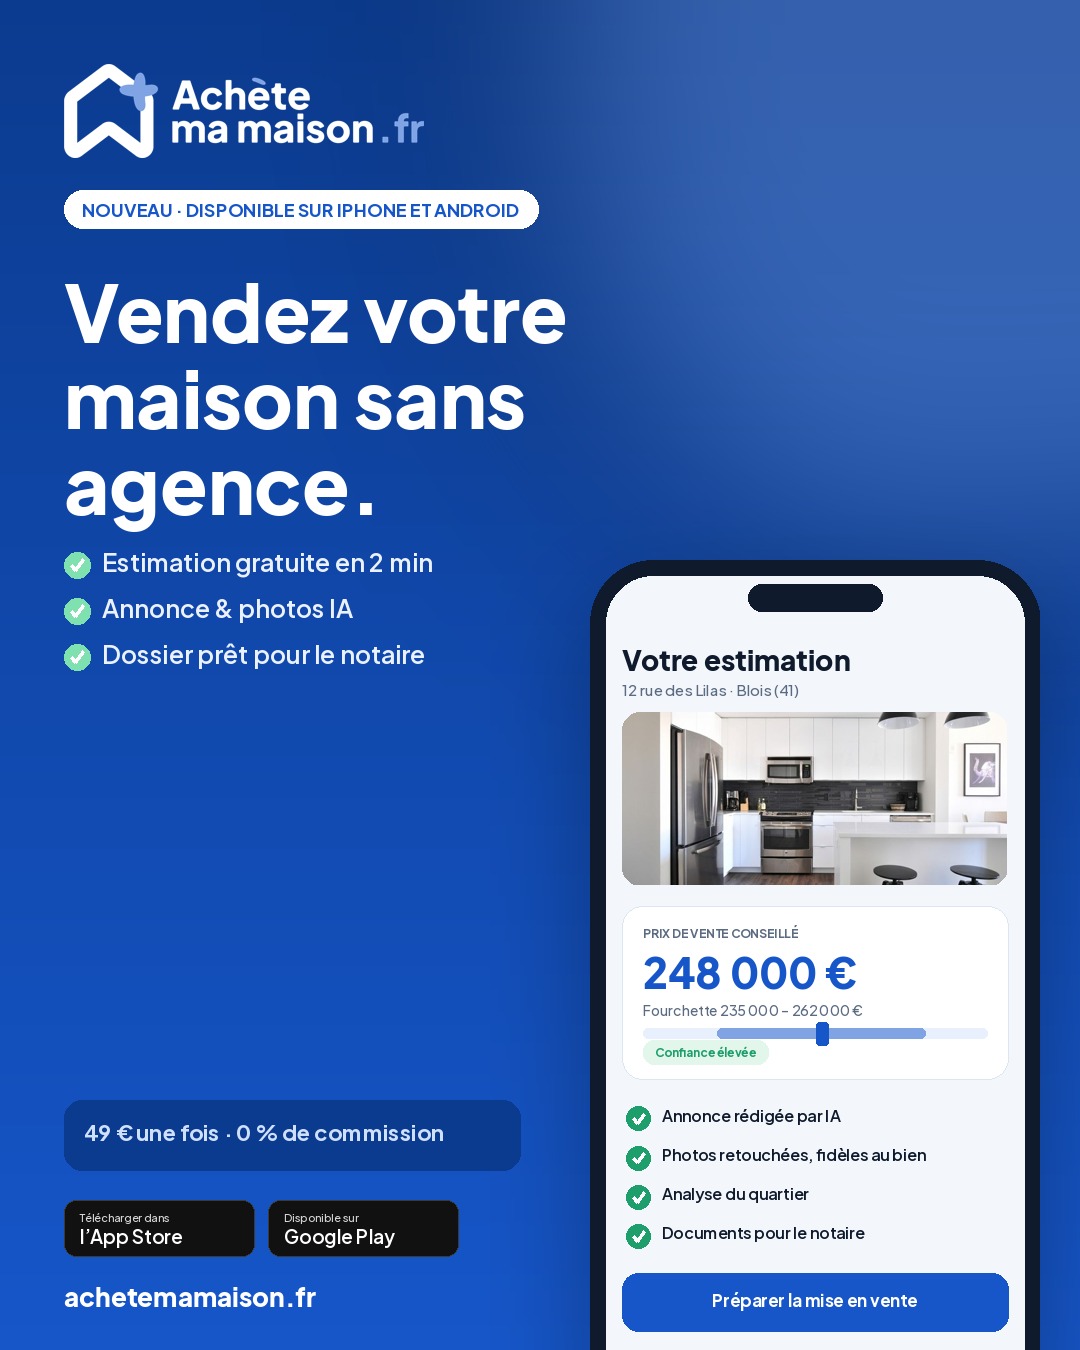 Achète
ma maison.fr
NOUVEAU · DISPONIBLE SUR IPHONE ET ANDROID
Vendez votre
maison sans
agence.
Estimation gratuite en 2 min
Annonce & photos IA
Dossier prêt pour le notaire
49 € une fois · 0 % de commission
Télécharger dans
l’App Store
Disponible sur
Google Play
achetemamaison.fr
Votre estimation
12 rue des Lilas · Blois (41)
PRIX DE VENTE CONSEILLÉ
248 000 €
Fourchette 235 000 – 262 000 €
Confiance élevée
Annonce rédigée par IA
Photos retouchées, fidèles au bien
Analyse du quartier
Documents pour le notaire
Préparer la mise en vente